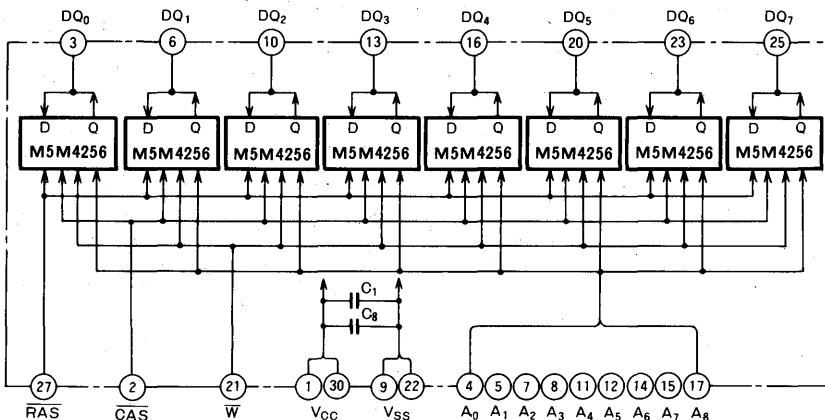 DQ₀ DQ₁ DQ₂ DQ₃ DQ₄ DQ₅ DQ₆ DQ₇
3 6 10 13 16 20 23 25
D Q D Q D Q D Q D Q D Q D Q D Q
M5M4256 M5M4256 M5M4256 M5M4256 M5M4256 M5M4256 M5M4256 M5M4256
C₁
C₈
27 2 21 1 30 9 22 4 5 7 8 11 12 14 15 17
R̅A̅S̅ C̅A̅S̅ W̅ VCC VSS A₀ A₁ A₂ A₃ A₄ A₅ A₆ A₇ A₈